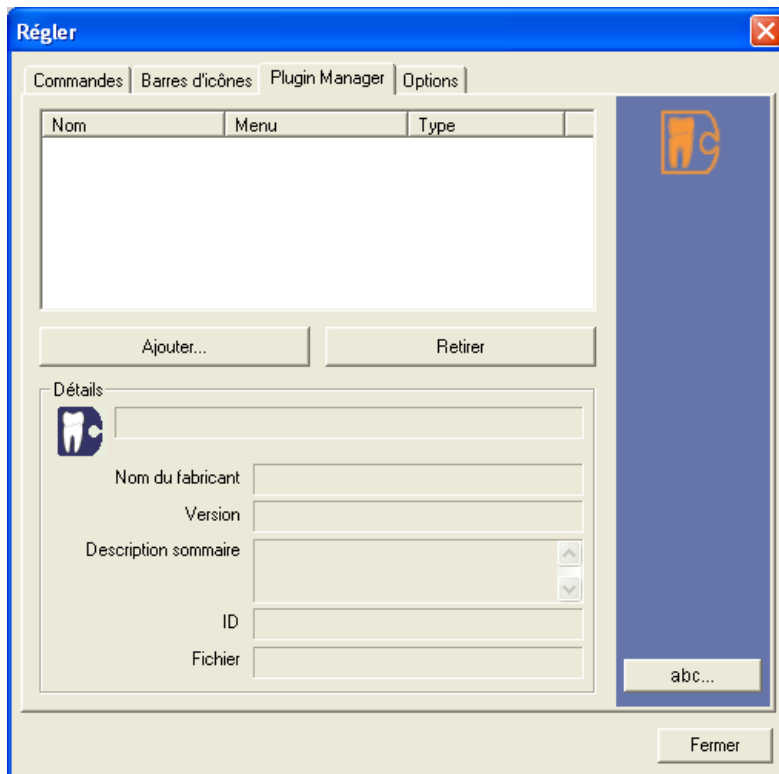 Régler
Commandes Barres d'icônes Plugin Manager Options
Nom Menu Type
Ajouter... Retirer
Détails
Nom du fabricant
Version
Description sommaire
ID
Fichier
abc...
Fermer